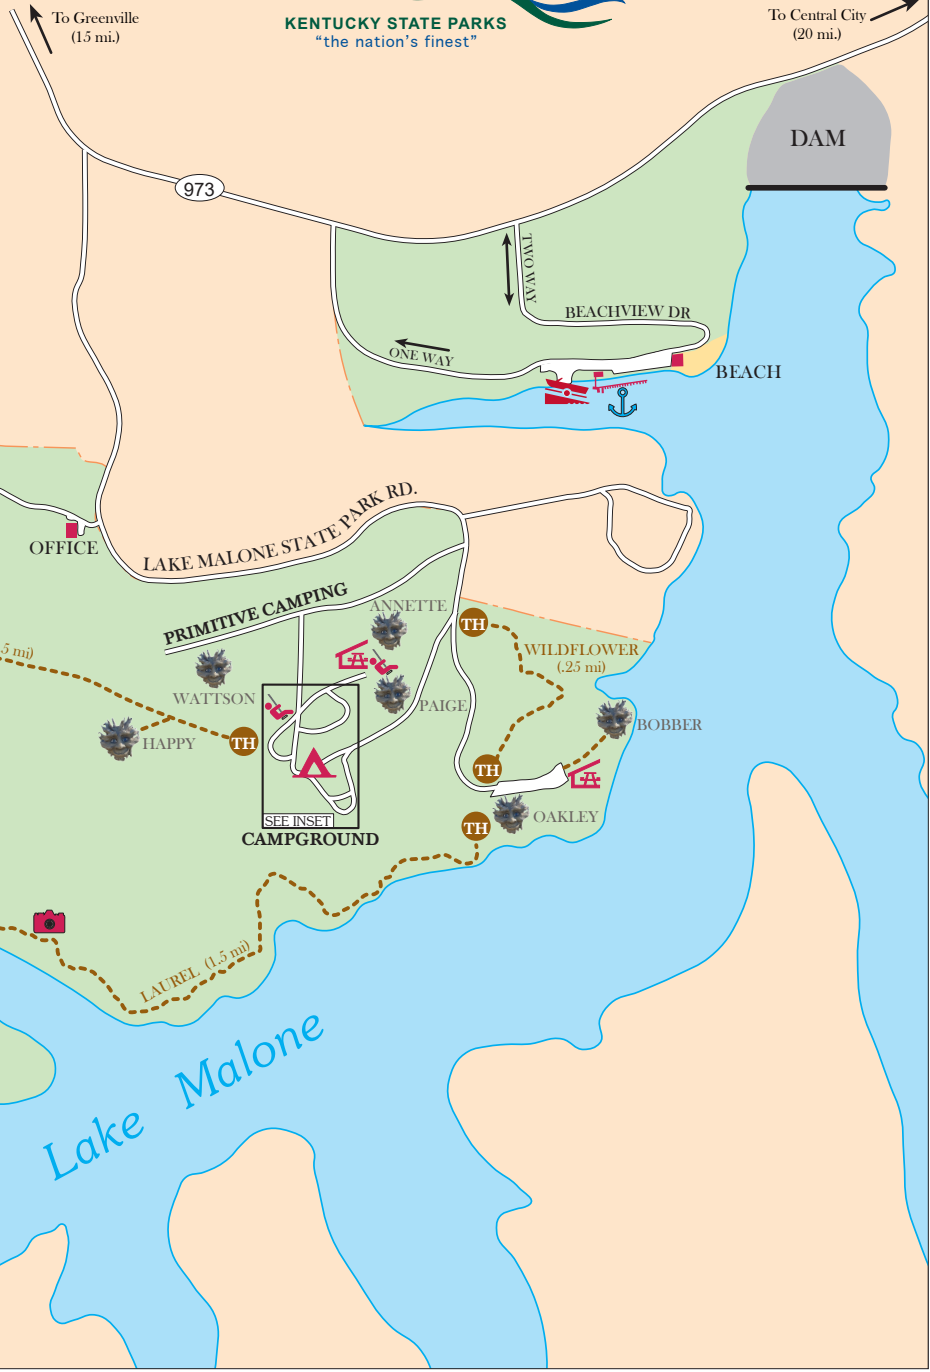 To Greenville
(15 mi.)
KENTUCKY STATE PARKS
“the nation’s finest”
To Central City
(20 mi.)
DAM
973
TWO WAY
BEACHVIEW DR
ONE WAY
BEACH
OFFICE
LAKE MALONE STATE PARK RD.
PRIMITIVE CAMPING
ANNETTE
TH
WILDFLOWER
(.25 mi)
5 mi)
WATTSON
PAIGE
BOBBER
HAPPY
TH
TH
OAKLEY
SEE INSET
TH
CAMPGROUND
LAUREL (1.5 mi)
Lake Malone